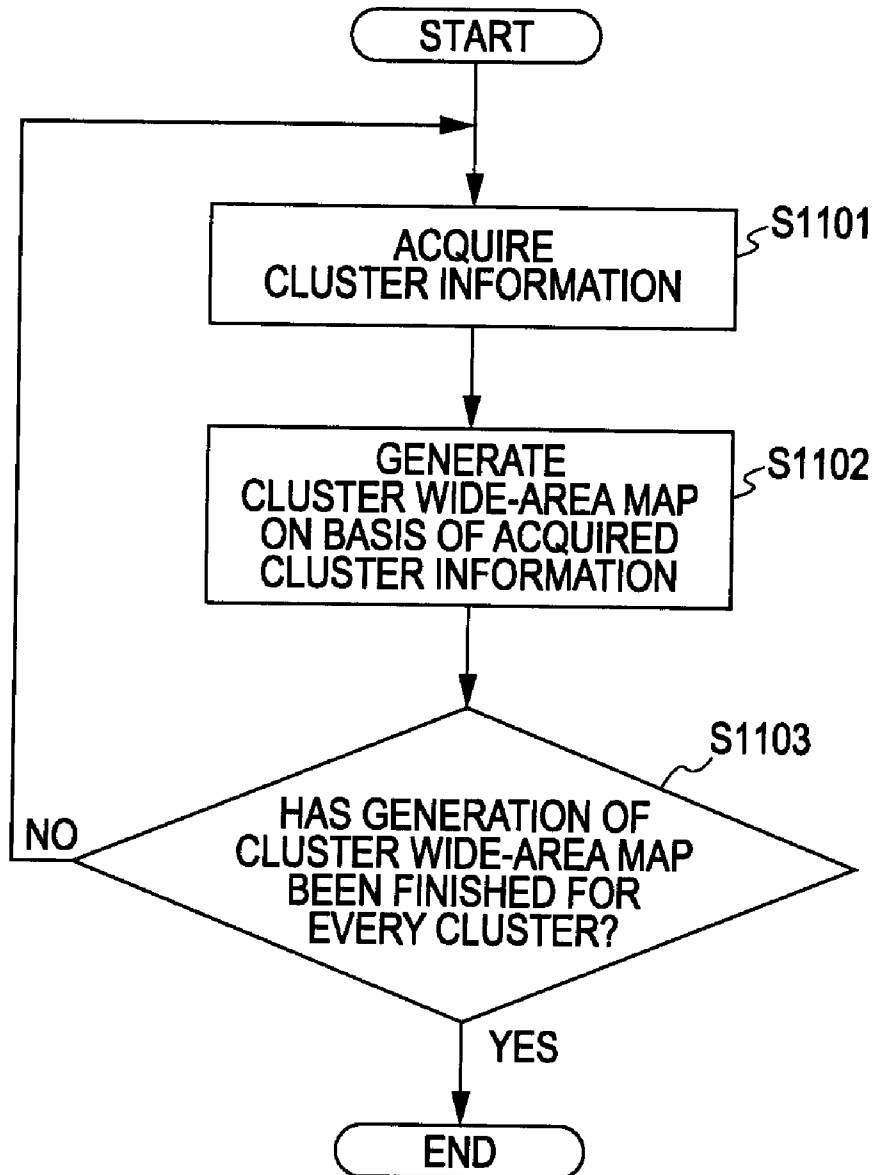 START
S1101
ACQUIRE
CLUSTER INFORMATION
S1102
GENERATE
CLUSTER WIDE-AREA MAP
ON BASIS OF ACQUIRED
CLUSTER INFORMATION
S1103
HAS GENERATION OF
CLUSTER WIDE-AREA MAP
BEEN FINISHED FOR
EVERY CLUSTER?
NO
YES
END